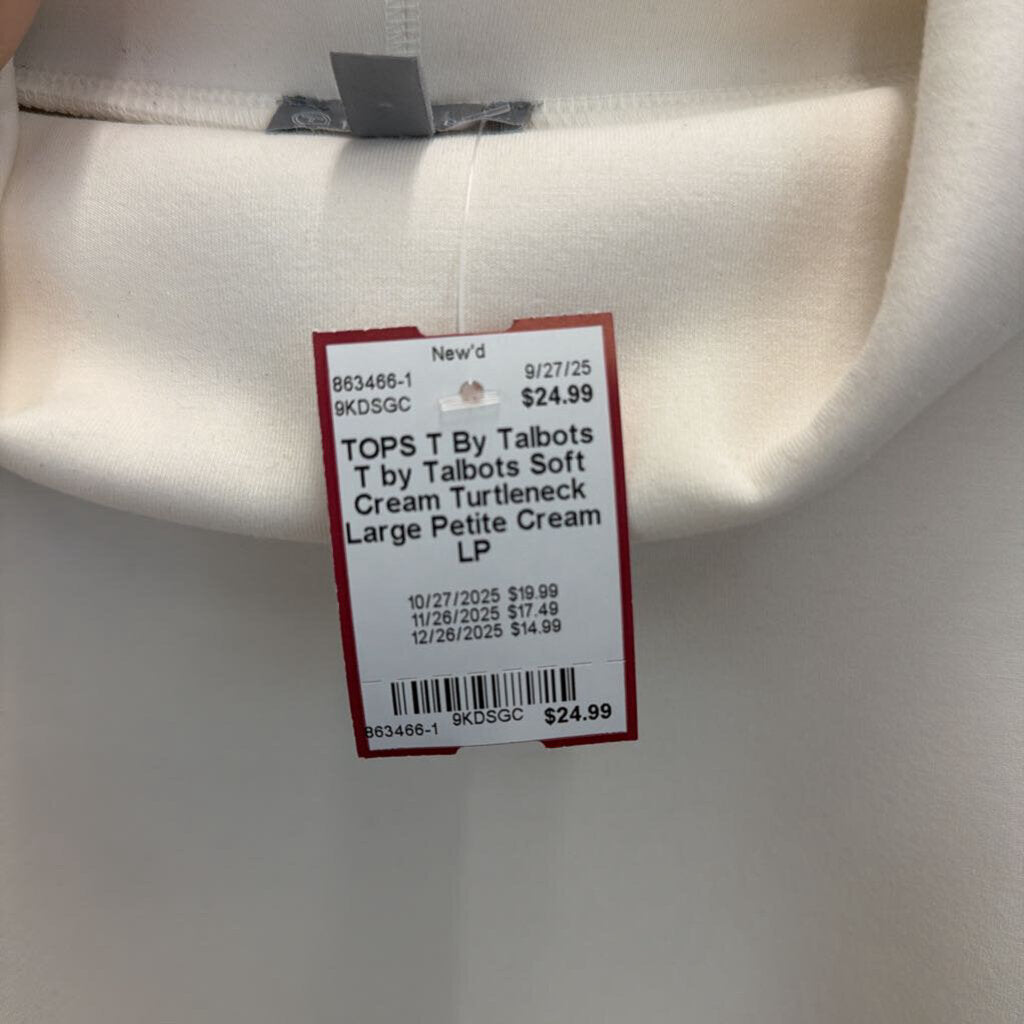 New'd
863466-1 9/27/25
9KDSGC $24.99
TOPS T By Talbots
T by Talbots Soft
Cream Turtleneck
Large Petite Cream
LP
10/27/2025 $19.99
11/26/2025 $17.49
12/26/2025 $14.99
863466-1 9KDSGC $24.99